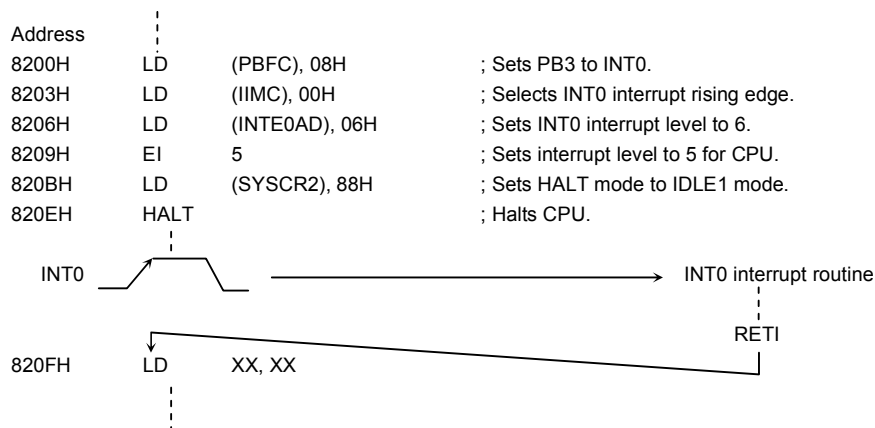 Address
8200H LD (PBFC), 08H ; Sets PB3 to INT0.
8203H LD (IIMC), 00H ; Selects INT0 interrupt rising edge.
8206H LD (INTE0AD), 06H ; Sets INT0 interrupt level to 6.
8209H EI 5 ; Sets interrupt level to 5 for CPU.
820BH LD (SYSCR2), 88H ; Sets HALT mode to IDLE1 mode.
820EH HALT ; Halts CPU.
INT0 INT0 interrupt routine
RETI
820FH LD XX, XX